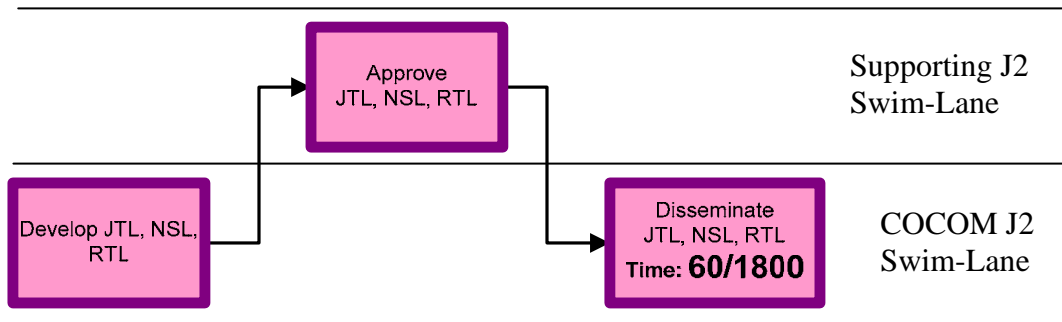 Approve
JTL, NSL, RTL
Supporting J2
Swim-Lane
Develop JTL, NSL,
RTL
Disseminate
JTL, NSL, RTL
Time: 60/1800
COCOM J2
Swim-Lane